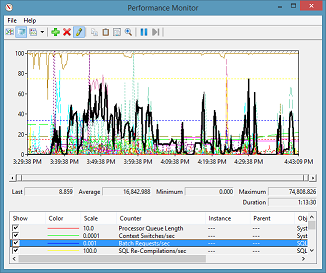 Performance Monitor
File Help
100
80
60
40
20
0
3:29:38 PM 3:39:38 PM 3:49:38 PM 3:59:38 PM 4:09:38 PM 4:19:38 PM 4:29:38 PM 4:43:09 PM
Last 8.859 Average 16,842.988 Minimum 0.000 Maximum 74,808.826
Duration 1:13:30
Show Color Scale Counter Instance Parent Obj
10.0 Processor Queue Length --- --- Syst
0.0001 Context Switches/sec --- --- Syst
0.001 Batch Requests/sec --- --- SQL
100.0 SQL Re-Compilations/sec --- --- SQL